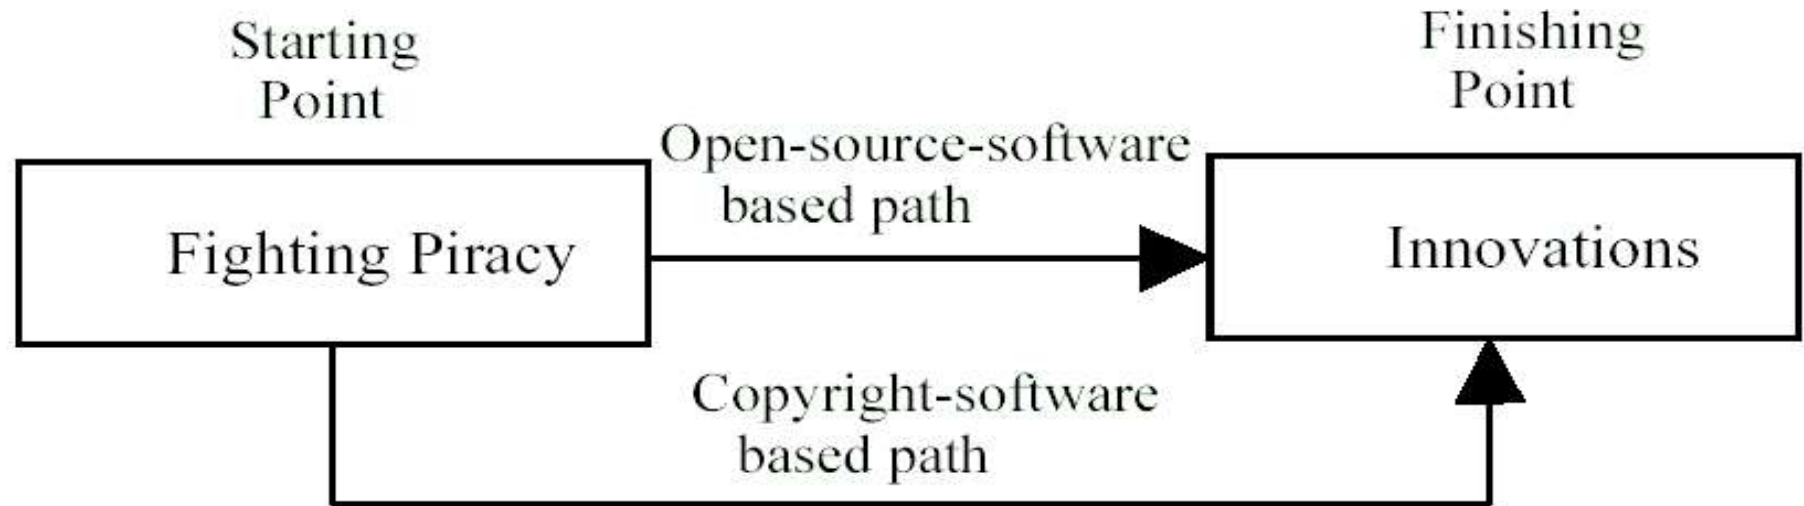 Starting
Point
Finishing
Point
Open-source-software
based path
Fighting Piracy
Innovations
Copyright-software
based path